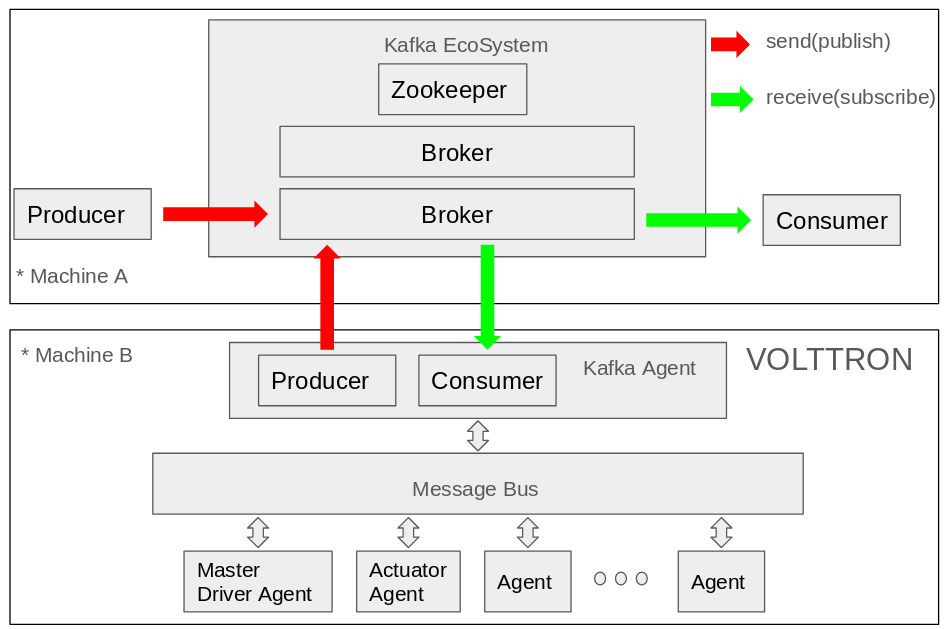 Kafka EcoSystem
send(publish)
Zookeeper
receive(subscribe)
Broker
Producer
Broker
Consumer
* Machine A
* Machine B
VOLTTRON
Producer
Consumer
Kafka Agent
Message Bus
Master
Driver Agent
Actuator
Agent
Agent
Agent